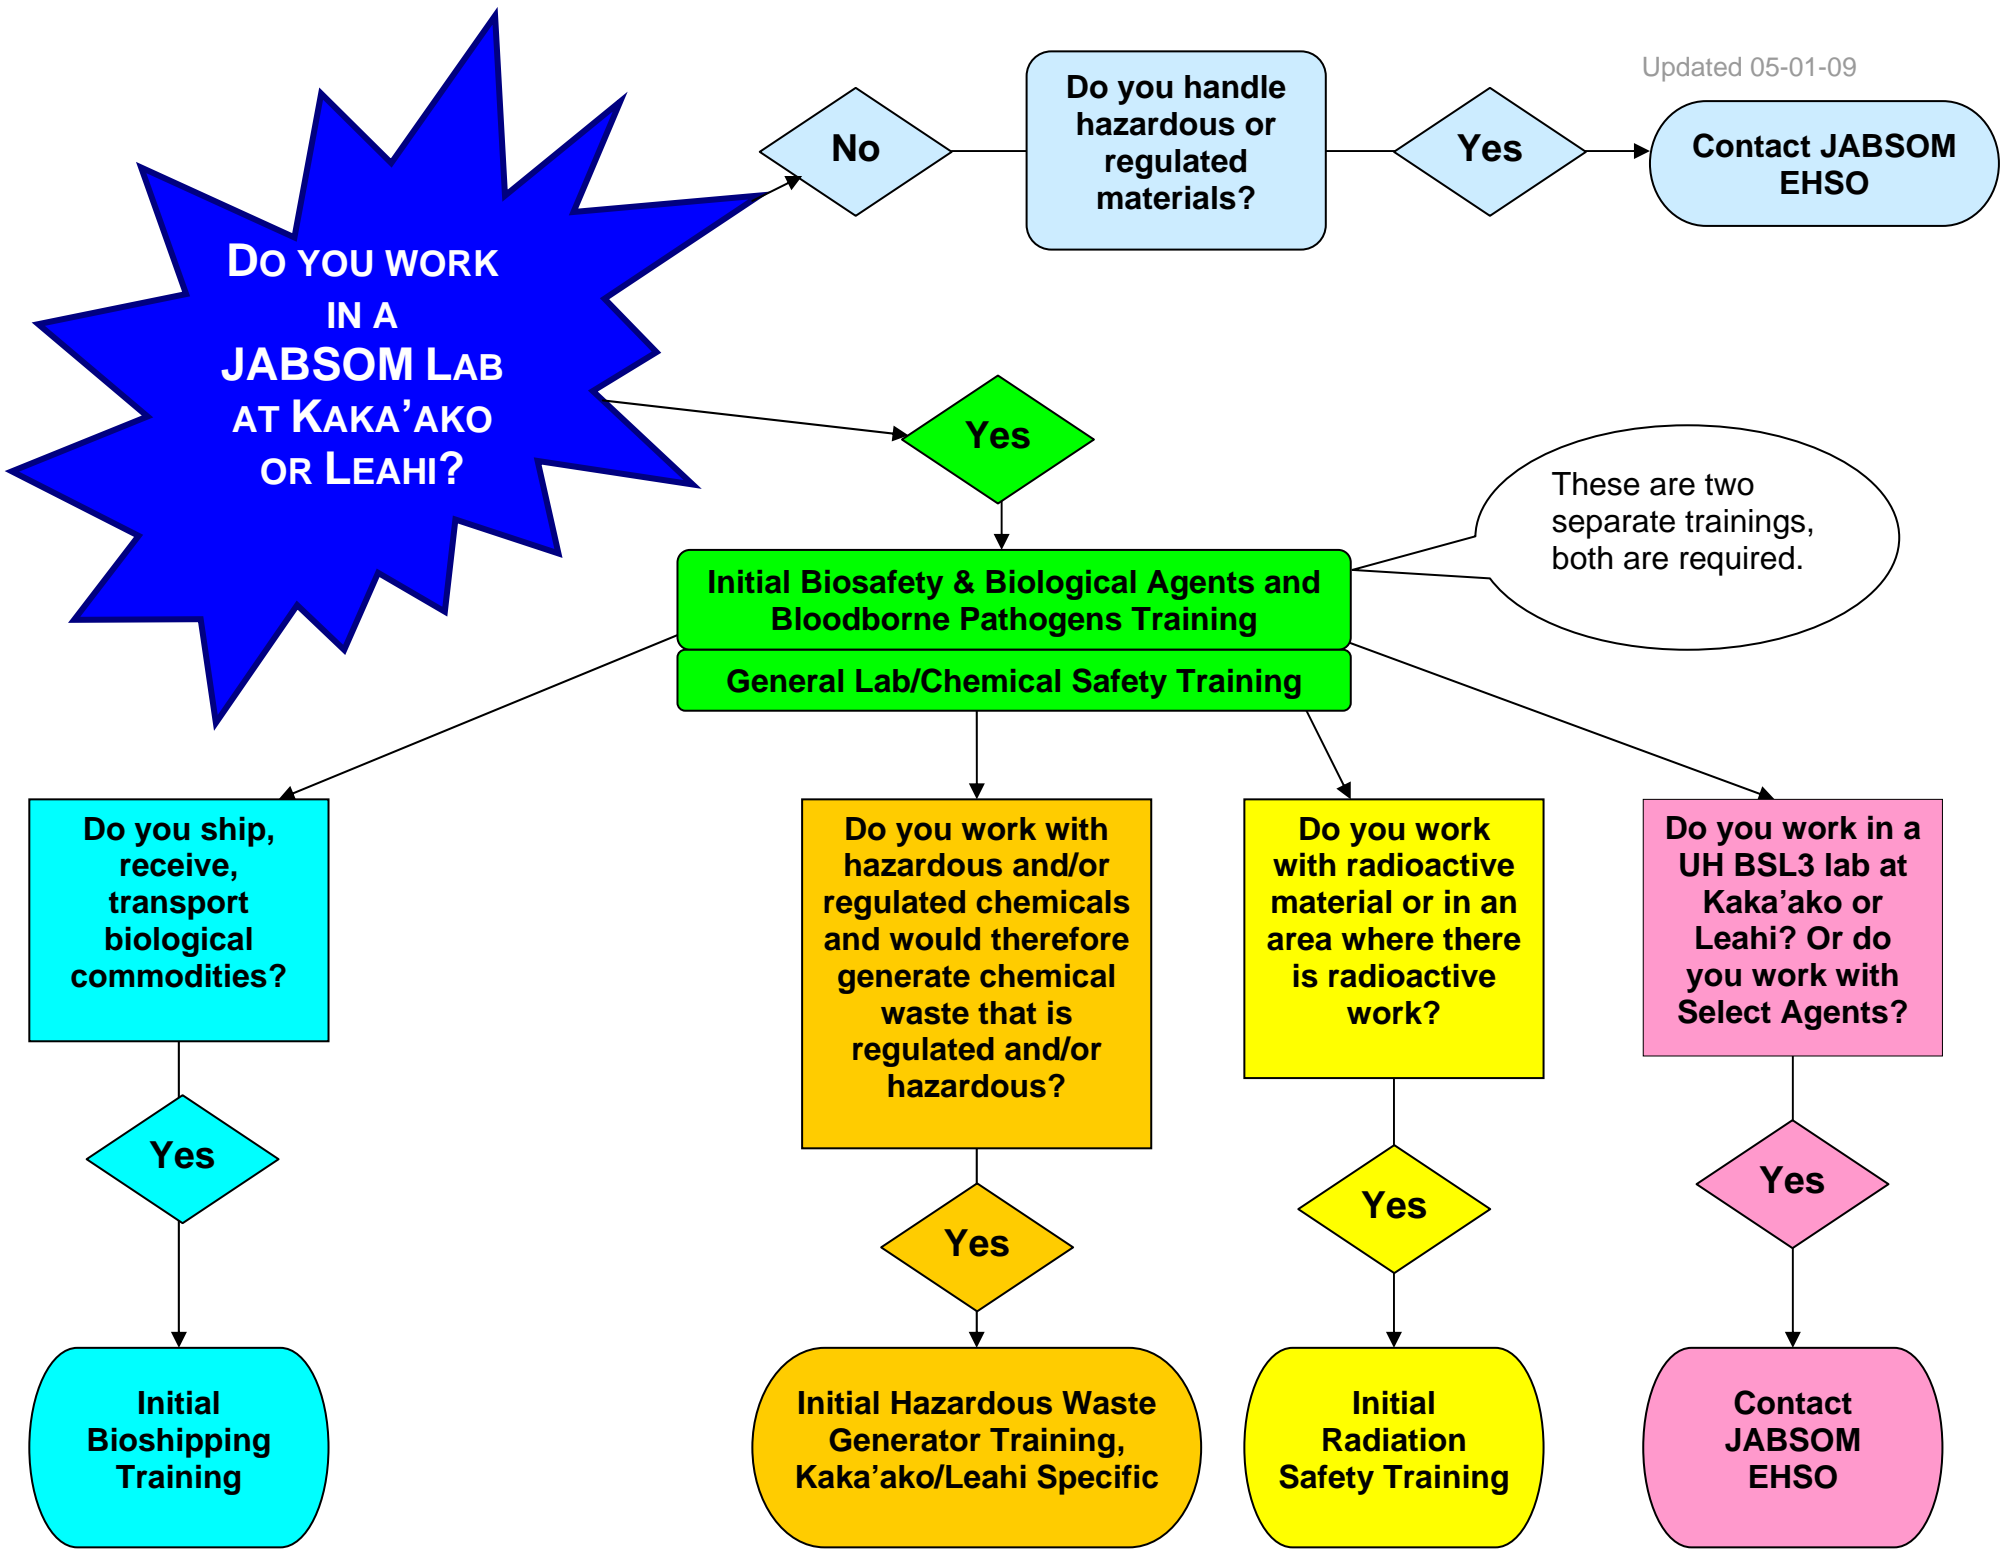 Updated 05-01-09
DO YOU WORK
IN A
JABSOM LAB
AT KAKA’AKO
OR LEAHI?
No
Do you handle
hazardous or
regulated
materials?
Yes
Contact JABSOM
EHSO
Yes
These are two
separate trainings,
both are required.
Initial Biosafety & Biological Agents and
Bloodborne Pathogens Training
General Lab/Chemical Safety Training
Do you ship,
receive,
transport
biological
commodities?
Yes
Initial
Bioshipping
Training
Do you work with
hazardous and/or
regulated chemicals
and would therefore
generate chemical
waste that is
regulated and/or
hazardous?
Yes
Initial Hazardous Waste
Generator Training,
Kaka’ako/Leahi Specific
Do you work
with radioactive
material or in an
area where there
is radioactive
work?
Yes
Initial
Radiation
Safety Training
Do you work in a
UH BSL3 lab at
Kaka’ako or
Leahi? Or do
you work with
Select Agents?
Yes
Contact
JABSOM
EHSO